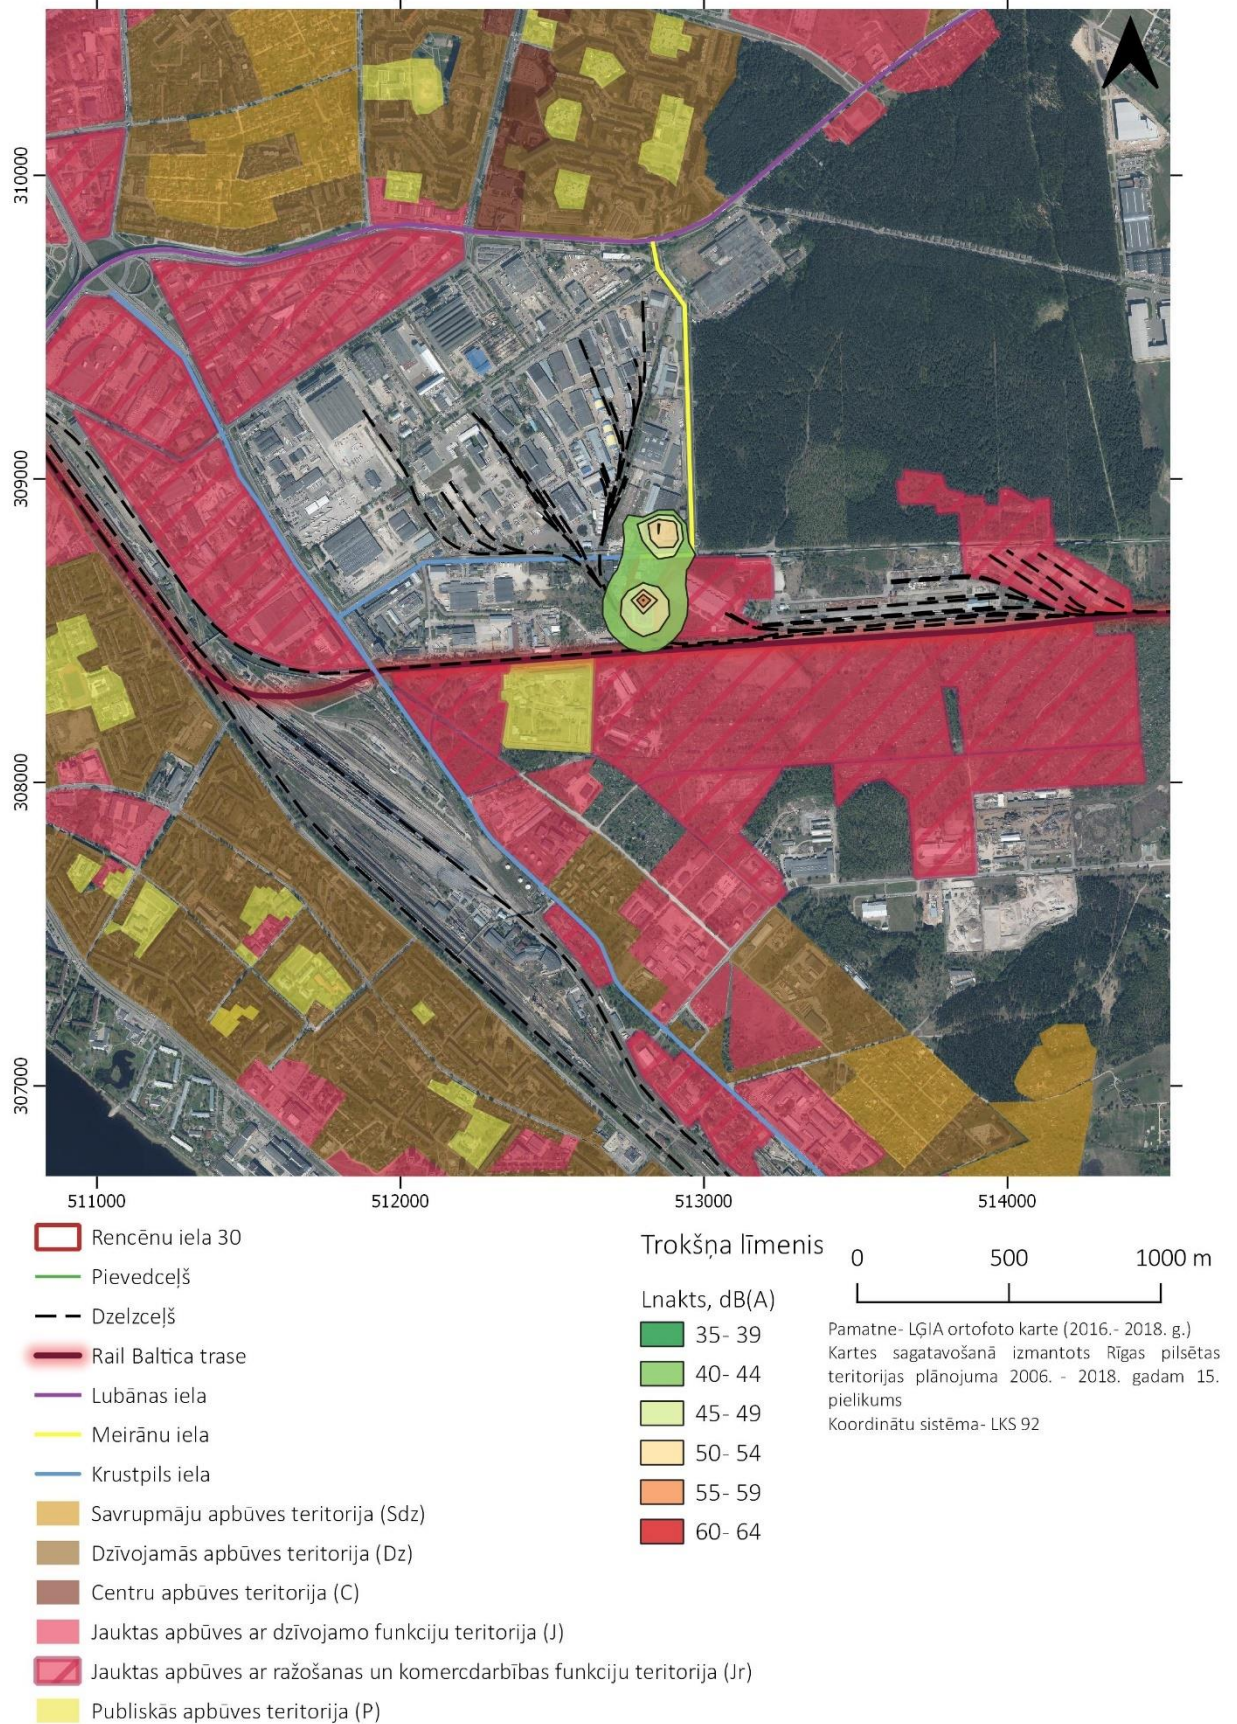 310000
309000
308000
307000
511000
512000
513000
514000
Rencēnu iela 30
Pievedceļš
Dzelzceļš
Rail Baltica trase
Lubānas iela
Meirānu iela
Krustpils iela
Savrupmāju apbūves teritorija (Sdz)
Dzīvojamās apbūves teritorija (Dz)
Centru apbūves teritorija (C)
Jauktas apbūves ar dzīvojamo funkciju teritorija (J)
Jauktas apbūves ar ražošanas un komercdarbības funkciju teritorija (Jr)
Publiskās apbūves teritorija (P)
Trokšņa līmenis
Lnakts, dB(A)
35- 39
40- 44
45- 49
50- 54
55- 59
60- 64
0 500 1000 m
Pamatne- LĢIA ortofoto karte (2016.- 2018. g.)
Kartes sagatavošanā izmantots Rīgas pilsētas
teritorijas plānojuma 2006. - 2018. gadam 15.
pielikums
Koordinātu sistēma- LKS 92